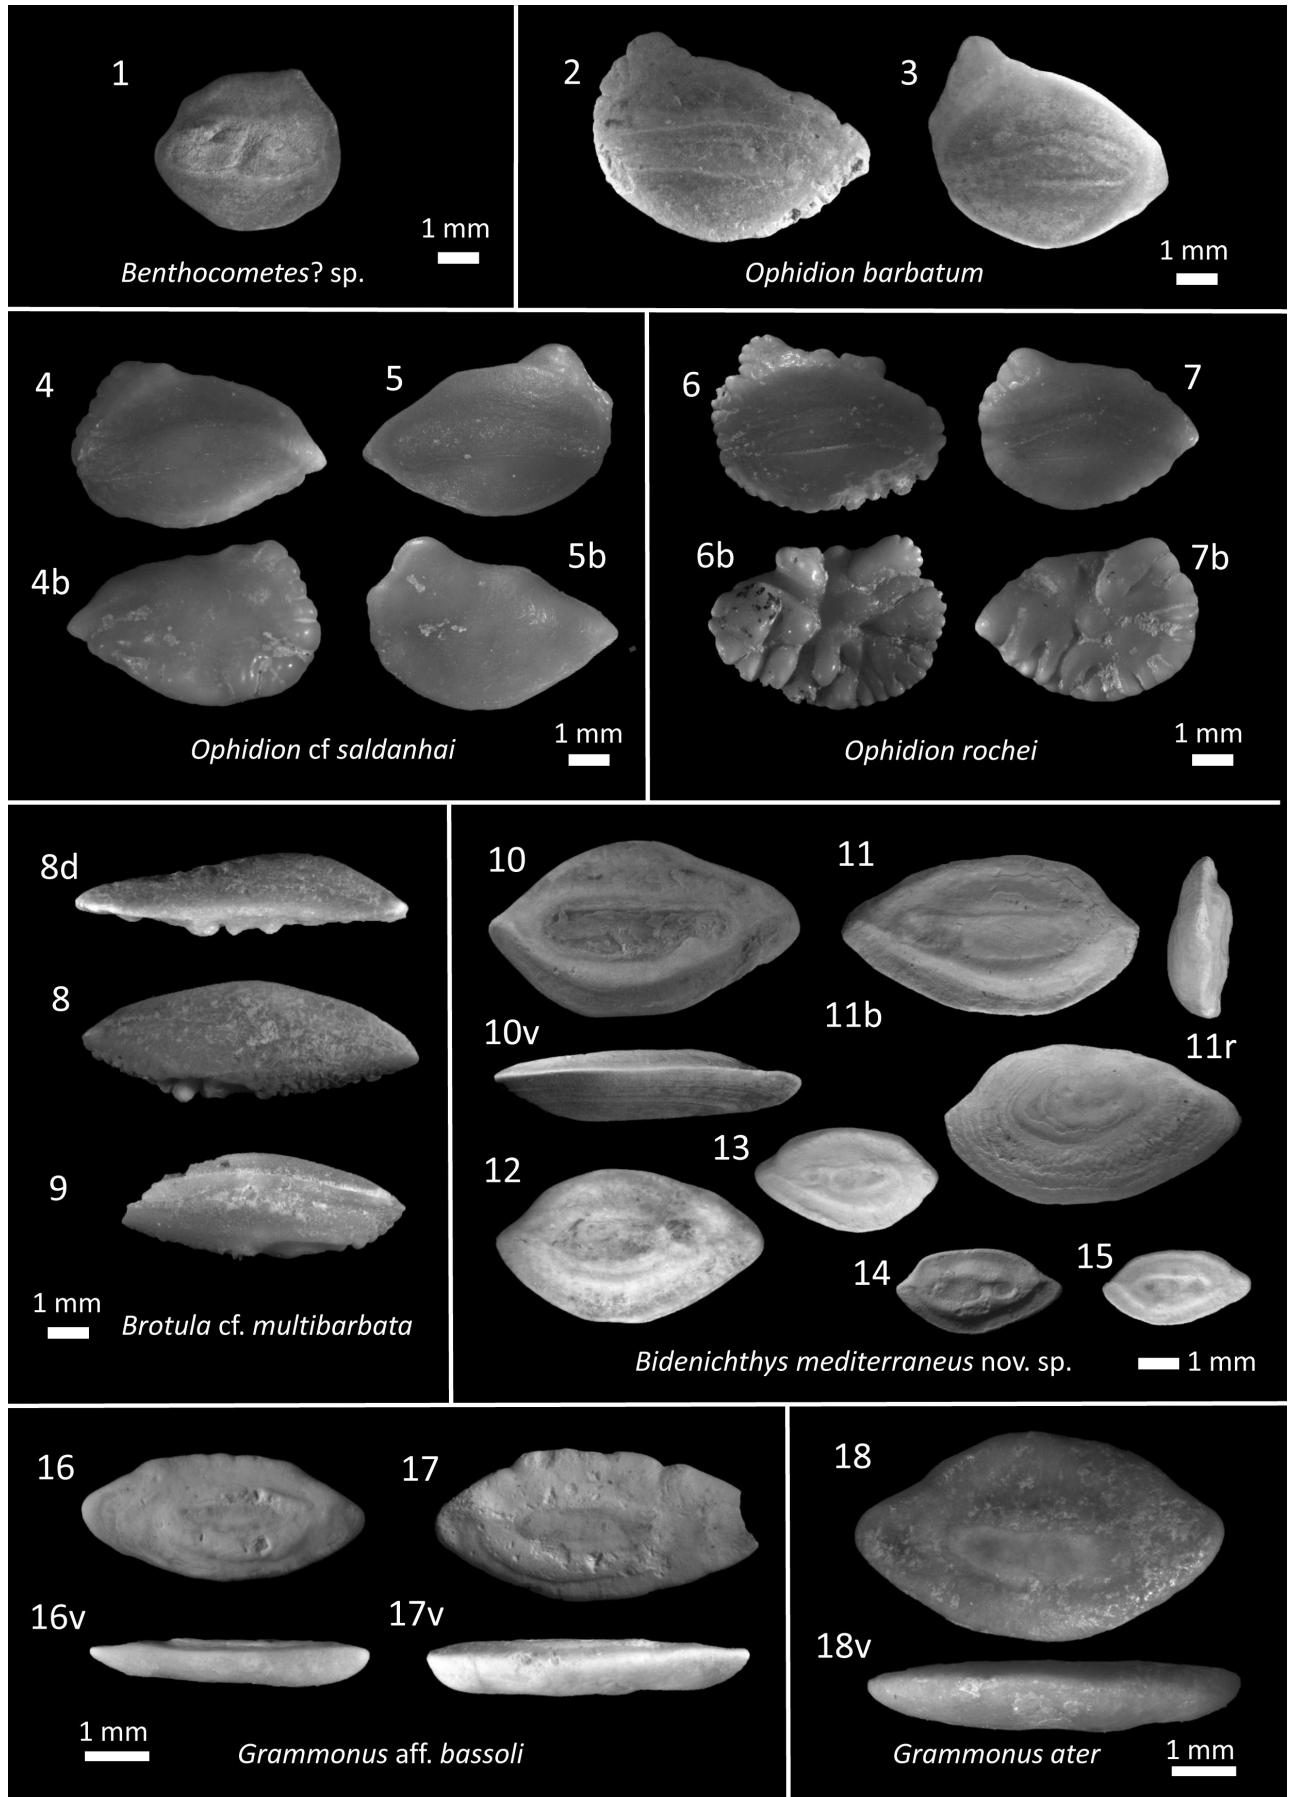 1
1 mm
Benthocometes? sp.
2
3
1 mm
Ophidion barbatum
4
5
4b
5b
1 mm
Ophidion cf saldanhai
6
7
6b
7b
1 mm
Ophidion rochei
8d
8
9
1 mm
Brotula cf. multibarbata
10
11
10v
11b
11r
12
13
14
15
Bidenichthys mediterraneus nov. sp.
1 mm
16
17
16v
17v
1 mm
Grammonus aff. bassoli
18
18v
Grammonus ater
1 mm